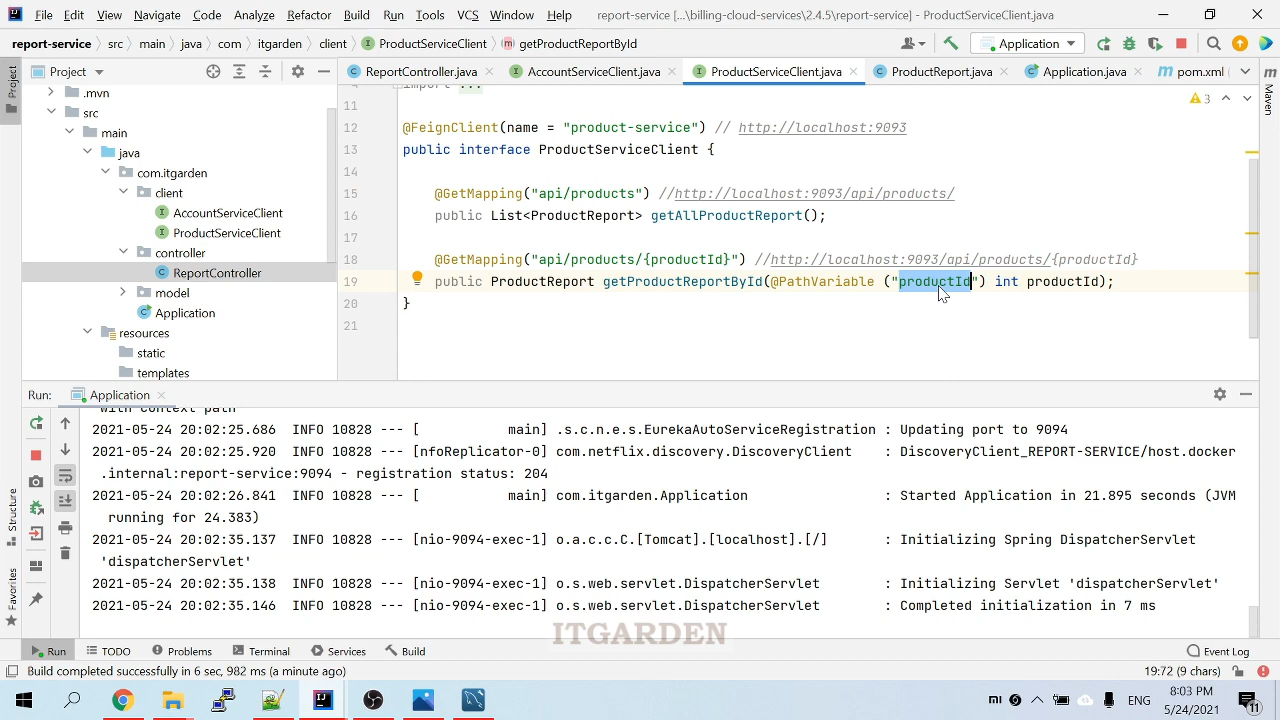 File Edit View Navigate Code Analyze Refactor Build Run Tools VCS Window Help report-service [...\billing-cloud-services\2.4.5\report-service] - ProductServiceClient.java
report-service src main java com itgarden client ProductServiceClient getProductReportById Application
Project RealController.java AccountServiceClient.java ProductServiceClient.java ProductReport.java Application.java pom.xml
Project
Maven
.mvn
src
main
java
com.itgarden
client
AccountServiceClient
ProductServiceClient
controller
ReportController
model
Application
resources
static
templates
11
12 @FeignClient(name = "product-service") // http://localhost:9093
13 public interface ProductServiceClient {
14
15 @GetMapping("api/products") //http://localhost:9093/api/products/
16 public List<ProductReport> getAllProductReport();
17
18 @GetMapping("api/products/{productId}") //http://localhost:9093/api/products/{productId}
19 public ProductReport getProductReportById(@PathVariable ("productId") int productId);
20 }
21
3
Run: Application
with context path
2021-05-24 20:02:25.686 INFO 10828 --- [ main] .s.c.n.e.s.EurekaAutoServiceRegistration : Updating port to 9094
2021-05-24 20:02:25.920 INFO 10828 --- [nfoReplicator-0] com.netflix.discovery.DiscoveryClient : DiscoveryClient_REPORT-SERVICE/host.docker
.internal:report-service:9094 - registration status: 204
2021-05-24 20:02:26.841 INFO 10828 --- [ main] com.itgarden.Application : Started Application in 21.895 seconds (JVM
running for 24.383)
2021-05-24 20:02:35.137 INFO 10828 --- [nio-9094-exec-1] o.a.c.c.C.[Tomcat].[localhost].[/] : Initializing Spring DispatcherServlet
'dispatcherServlet'
2021-05-24 20:02:35.138 INFO 10828 --- [nio-9094-exec-1] o.s.web.servlet.DispatcherServlet : Initializing Servlet 'dispatcherServlet'
2021-05-24 20:02:35.146 INFO 10828 --- [nio-9094-exec-1] o.s.web.servlet.DispatcherServlet : Completed initialization in 7 ms
ITGARDEN
Structure
Favorites
Run TODO Problems Terminal Services Build Event Log
Build completed successfully in 6 sec, 982 ms (a minute ago) 19:72 (9 chars)
ENG 8:03 PM
5/24/2021 11